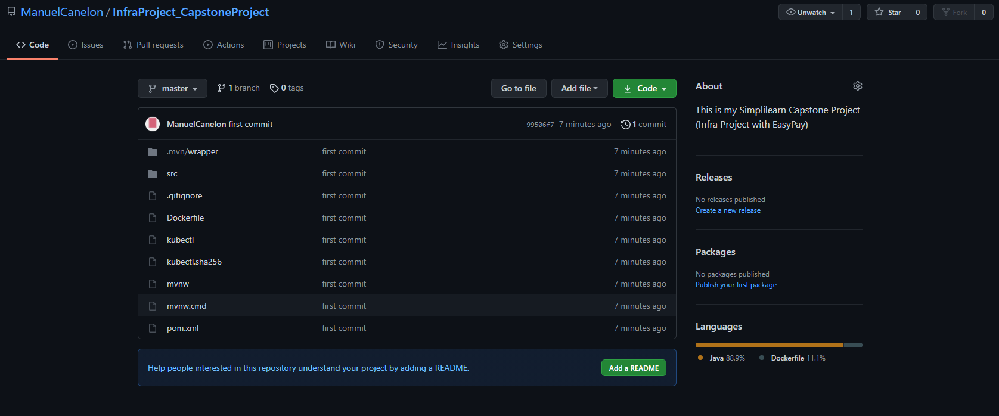 ManuelCanelon / InfraProject_CapstoneProject
Unwatch 1 Star 0 Fork 0
Code Issues Pull requests Actions Projects Wiki Security Insights Settings
master 1 branch 0 tags Go to file Add file Code
ManuelCanelon first commit 99506f7 7 minutes ago 1 commit
.mvn/wrapper first commit 7 minutes ago
src first commit 7 minutes ago
.gitignore first commit 7 minutes ago
Dockerfile first commit 7 minutes ago
kubectl first commit 7 minutes ago
kubectl.sha256 first commit 7 minutes ago
mvnw first commit 7 minutes ago
mvnw.cmd first commit 7 minutes ago
pom.xml first commit 7 minutes ago
Help people interested in this repository understand your project by adding a README. Add a README
About
This is my Simplilearn Capstone Project
(Infra Project with EasyPay)
Releases
No releases published
Create a new release
Packages
No packages published
Publish your first package
Languages
Java 88.9% Dockerfile 11.1%